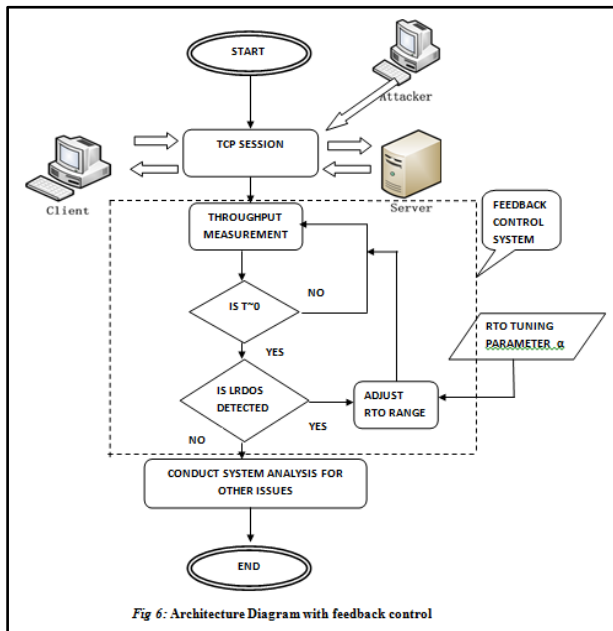 START
Attacker
TCP SESSION
Client
Server
THROUGHPUT
MEASUREMENT
FEEDBACK
CONTROL
SYSTEM
IS T~0
NO
YES
RTO TUNING
PARAMETER α
IS LRDOS
DETECTED
ADJUST
RTO RANGE
YES
NO
CONDUCT SYSTEM ANALYSIS FOR
OTHER ISSUES
END
Fig 6: Architecture Diagram with feedback control